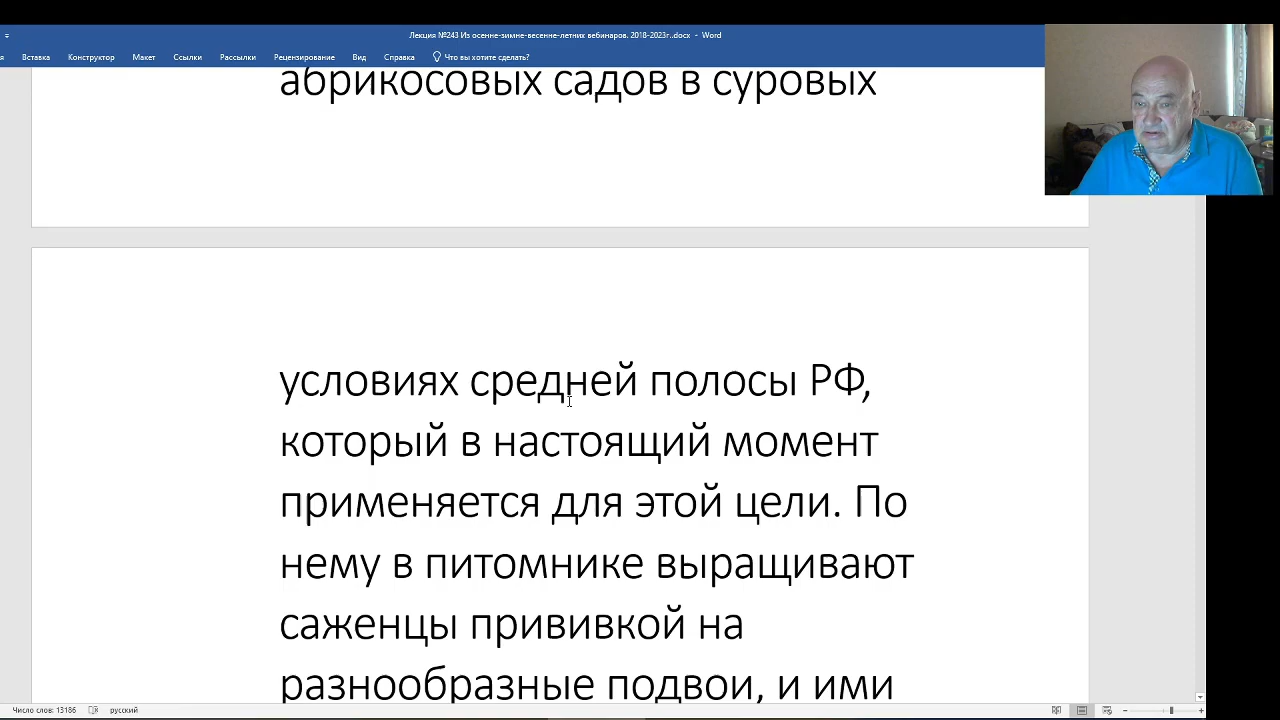 Лекция №243 Из осенне-зимне-весенне-летних вебинаров. 2018-2023г..docx - Word
Вставка Конструктор Макет Ссылки Рассылки Рецензирование Вид Справка Что вы хотите сделать?
абрикосовых садов в суровых
условиях средней полосы РФ,
который в настоящий момент
применяется для этой цели. По
нему в питомнике выращивают
саженцы прививкой на
разнообразные подвои, и ими
Число слов: 13186 русский